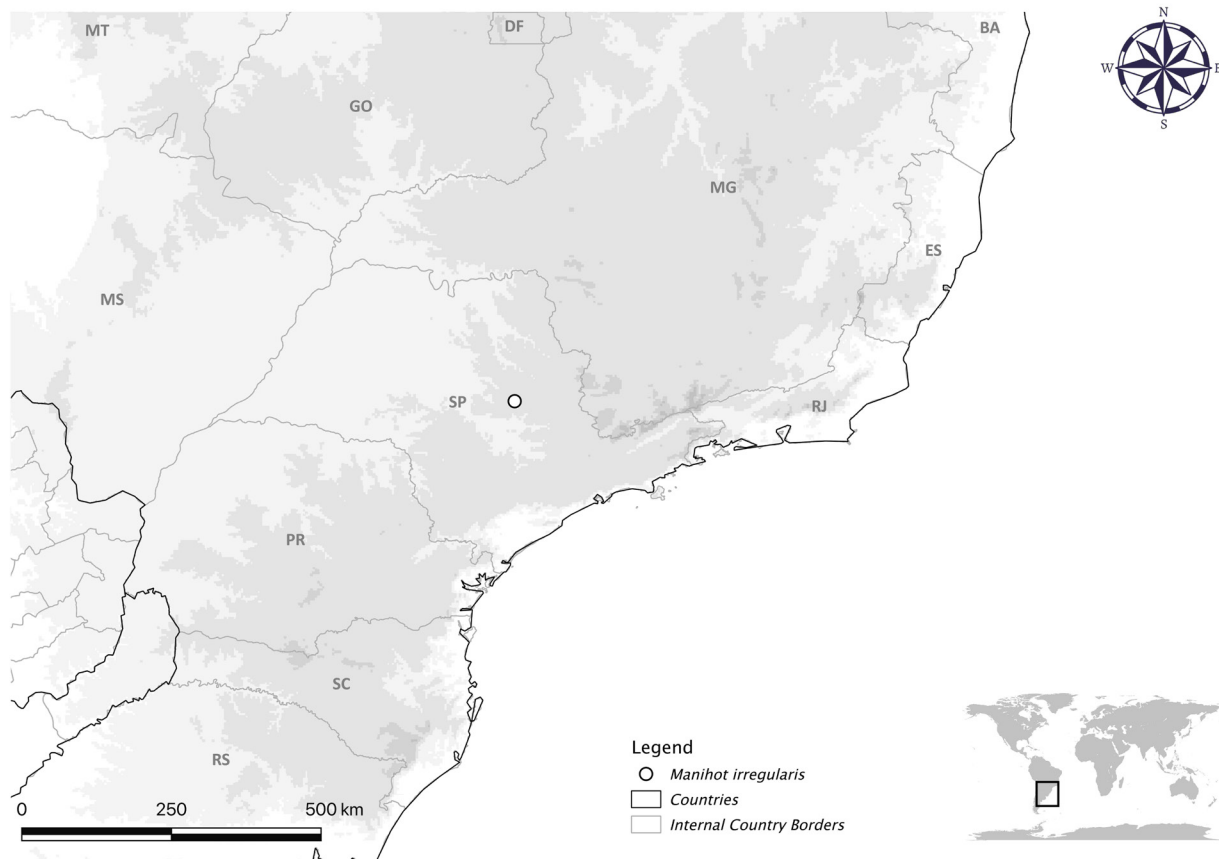 MT
DF
BA
N
W
E
S
GO
MG
ES
MS
SP
RJ
PR
SC
RS
Legend
Manihot irregularis
Countries
Internal Country Borders
0 250 500 km